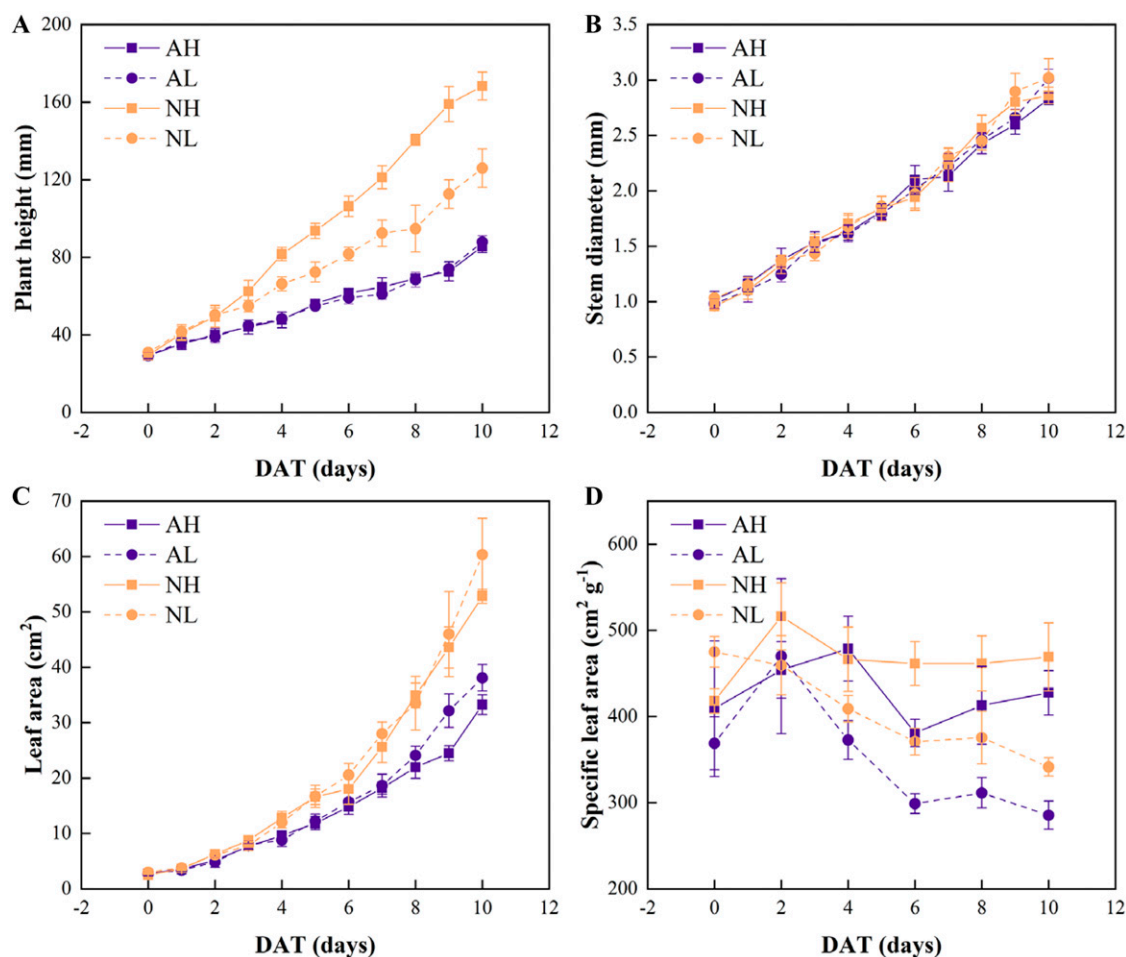 A
AH
AL
NH
NL
200
160
120
80
40
0
Plant height (mm)
-2 0 2 4 6 8 10 12
DAT (days)
B
AH
AL
NH
NL
3.5
3.0
2.5
2.0
1.5
1.0
0.5
0.0
Stem diameter (mm)
-2 0 2 4 6 8 10 12
DAT (days)
C
AH
AL
NH
NL
70
60
50
40
30
20
10
0
Leaf area (cm²)
-2 0 2 4 6 8 10 12
DAT (days)
D
AH
AL
NH
NL
600
500
400
300
200
Specific leaf area (cm² g⁻¹)
-2 0 2 4 6 8 10 12
DAT (days)